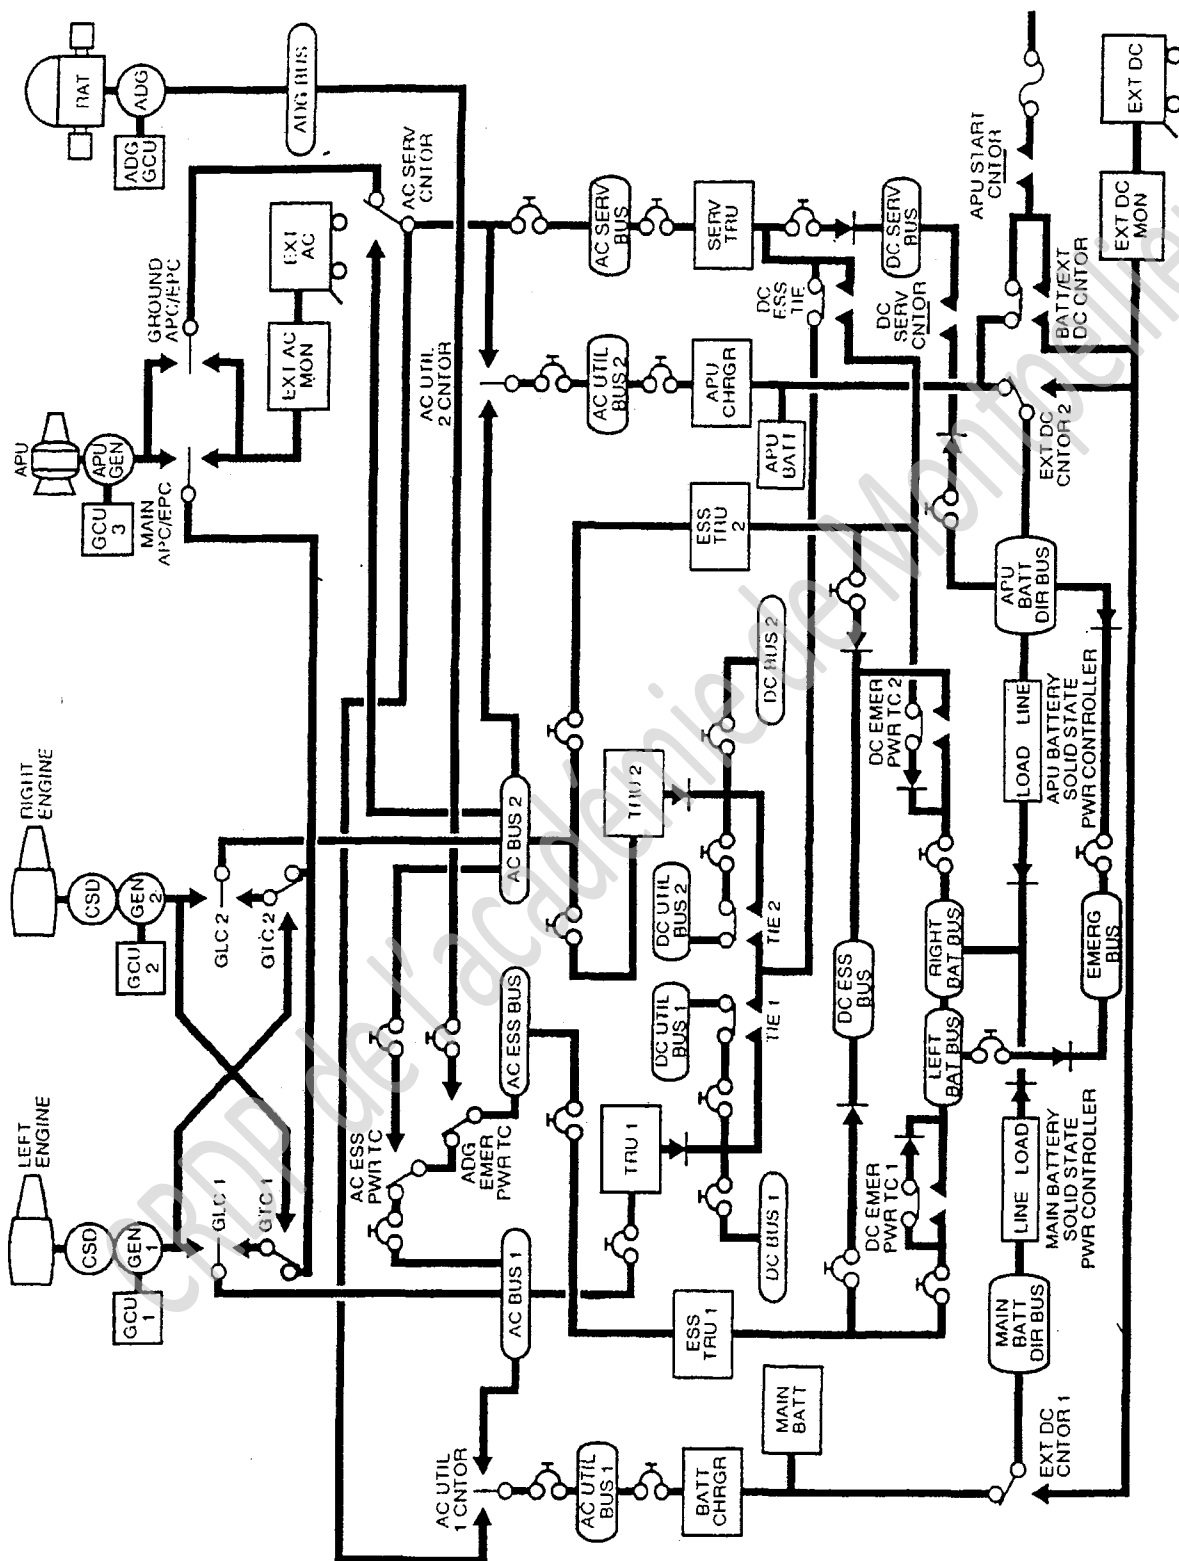 RAT
ADG
ADG
GCU
ADG BUS
APU
APU
GEN
GCU
3
MAIN
APC/EPC
GROUND
APC/EPC
EXT AC
MON
EXT
AC
AC SERV
CNTOR
RIGHT
ENGINE
CSD
GEN
2
GCU
2
GLC 2
GTC 2
LEFT
ENGINE
CSD
GEN
1
GCU
1
GLC 1
GTC 1
AC UTIL
2 CNTOR
AC SERV
BUS
SERV
TRU
DC SERV
BUS
DC SERV
CNTOR
DC
ESS
TIE
AC UTIL
BUS 2
APU
CHRGR
APU
BATT
APU START
CNTOR
BATT/EXT
DC CNTOR
EXT DC
MON
EXT DC
EXT DC
CNTOR 2
AC BUS 2
AC ESS
PWR TC
ADG
EMER
PWR TC
AC ESS BUS
AC BUS 1
AC UTIL
1 CNTOR
AC UTIL
BUS 1
BATT
CHRGR
MAIN
BATT
EXT DC
CNTOR 1
ESS
TRU
2
TRU 2
DC BUS 2
DC UTIL
BUS 2
TIE 2
DC UTIL
BUS 1
TIE 1
TRU 1
DC BUS 1
ESS
TRU 1
DC ESS
BUS
DC EMER
PWR TC 2
DC EMER
PWR TC 1
RIGHT
BAT BUS
LEFT
BAT BUS
APU
BATT
DIR BUS
LOAD LINE
APU BATTERY
SOLID STATE
PWR CONTROLLER
EMERG
BUS
LINE LOAD
MAIN BATTERY
SOLID STATE
PWR CONTROLLER
MAIN
BATT
DIR BUS
CRDP de l'académie de Montpellier